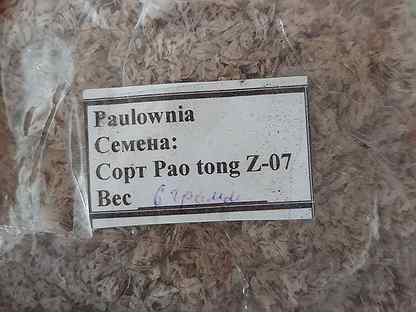 Paulownia
Семена:
Сорт Pao tong Z-07
Вес 6 грамм